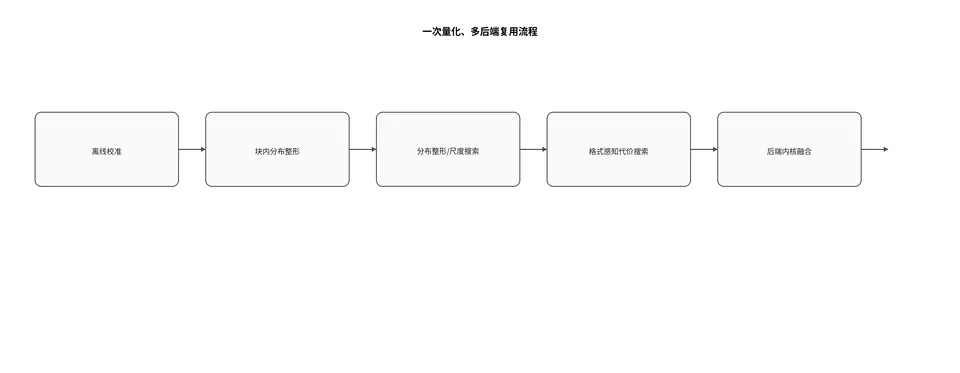 一次量化、多后端复用流程
离线校准
块内分布整形
分布整形/尺度搜索
格式感知代价搜索
后端内核融合